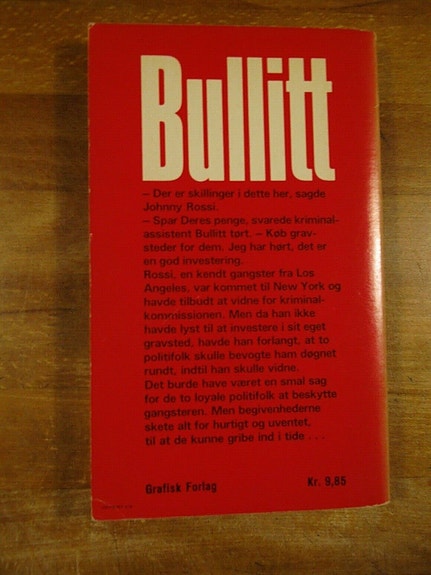 Bullitt
– Der er skillinger i dette her, sagde
Johnny Rossi.
– Spar Deres penge, svarede kriminal-
assistent Bullitt tørt. – Køb grav-
steder for dem. Jeg har hørt, det er
en god investering.
Rossi, en kendt gangster fra Los
Angeles, var kommet til New York og
havde tilbudt at vidne for kriminal-
kommissionen. Men da han ikke
havde lyst til at investere i sit eget
gravsted, havde han forlangt, at to
politifolk skulle bevogte ham døgnet
rundt, indtil han skulle vidne.
Det burde have været en smal sag
for de to loyale politifolk at beskytte
gangsteren. Men begivenhederne
skete alt for hurtigt og uventet,
til at de kunne gribe ind i tide . . .
Grafisk Forlag
Kr. 9,85